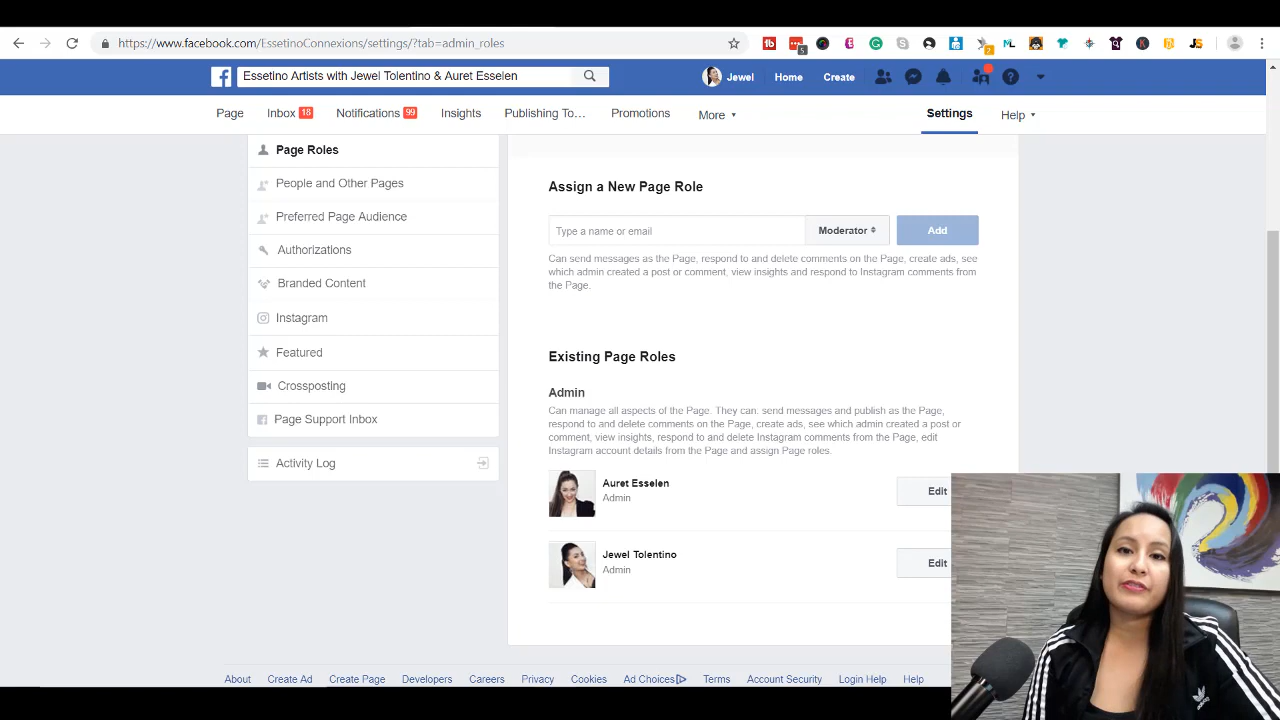 https://www.facebook.com/EssetinoConnexions/settings/?tab=admin_roles
5
2
Essetino Artists with Jewel Tolentino & Auret Esselen
Jewel
Home
Create
Page
Inbox 18
Notifications 99
Insights
Publishing To...
Promotions
More
Settings
Help
Page Roles
People and Other Pages
Preferred Page Audience
Authorizations
Branded Content
Instagram
Featured
Crossposting
Page Support Inbox
Activity Log
Assign a New Page Role
Type a name or email
Moderator
Add
Can send messages as the Page, respond to and delete comments on the Page, create ads, see
which admin created a post or comment, view insights and respond to Instagram comments from
the Page.
Existing Page Roles
Admin
Can manage all aspects of the Page. They can. send messages and publish as the Page,
respond to and delete comments on the Page, create ads, see which admin created a post or
comment, view insights, respond to and delete Instagram comments from the Page, edit
Instagram account details from the Page and assign Page roles.
Auret Esselen
Admin
Edit
Jewel Tolentino
Admin
Edit
About
Create Ad
Create Page
Developers
Careers
Privacy
Cookies
Ad Choices
Terms
Account Security
Login Help
Help
adidas